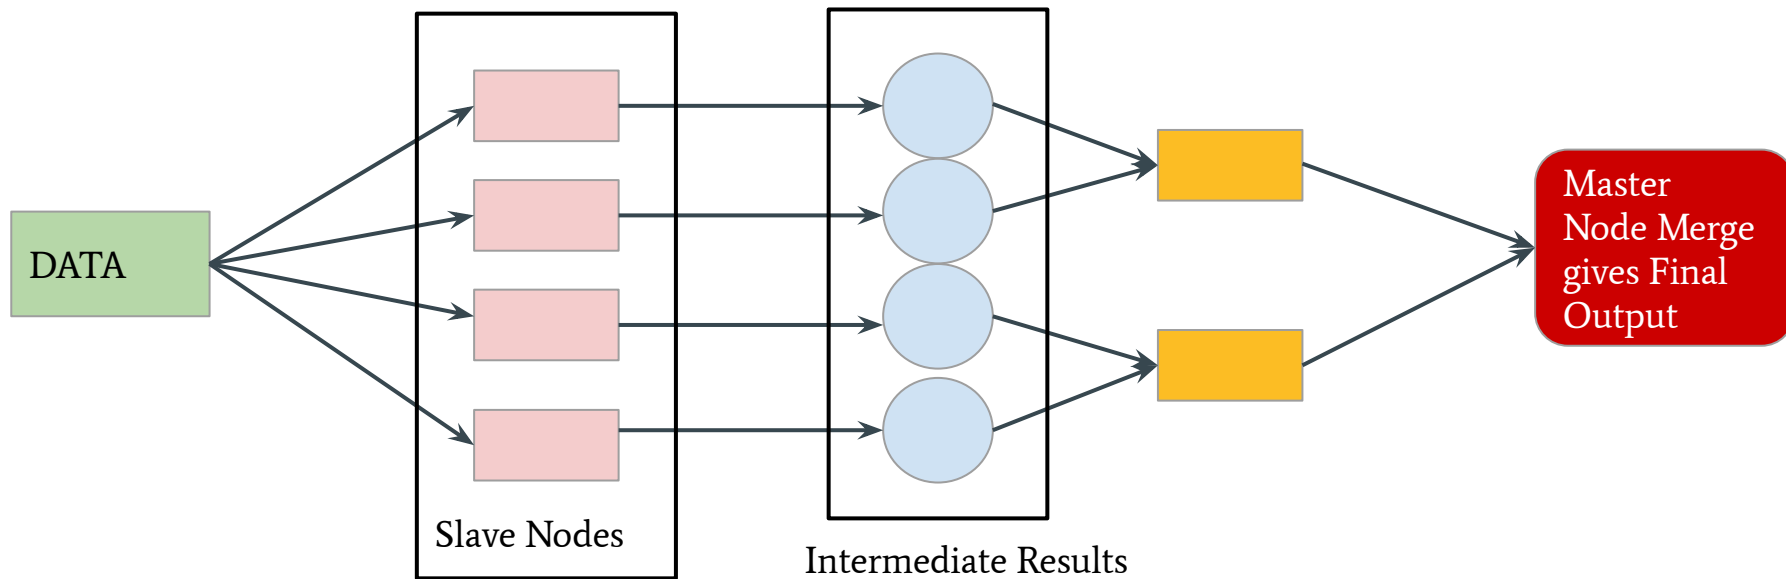 DATA
Slave Nodes
Intermediate Results
Master
Node Merge
gives Final
Output